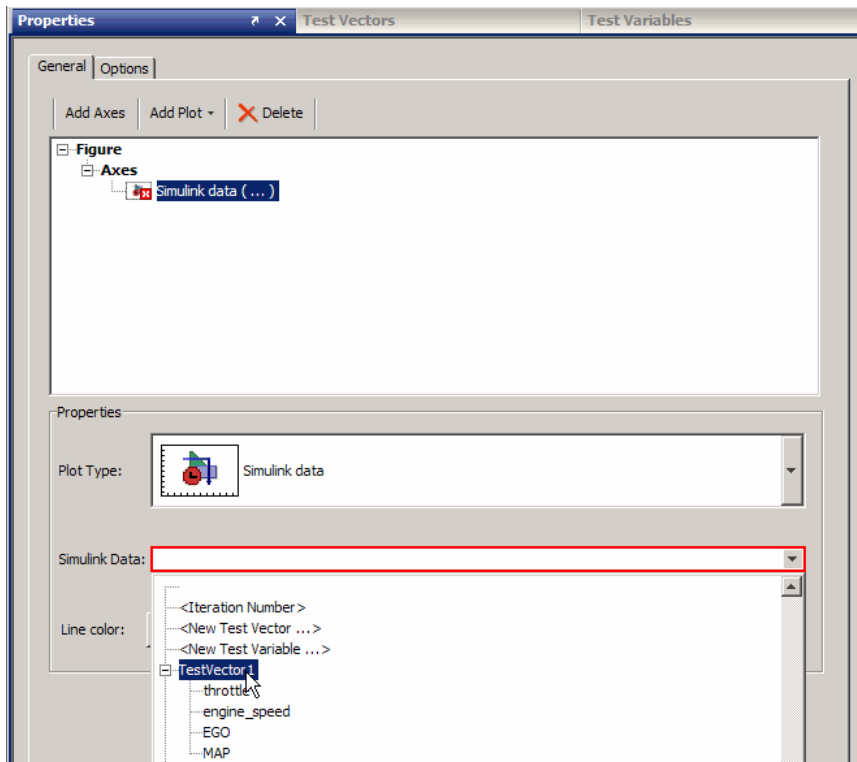 Properties Test Vectors Test Variables
General Options
Add Axes Add Plot Delete
Figure
Axes
Simulink data ( ... )
Properties
Plot Type: Simulink data
Simulink Data:
<Iteration Number>
Line color: <New Test Vector ...>
<New Test Variable ...>
TestVector1
throttle
engine_speed
EGO
MAP